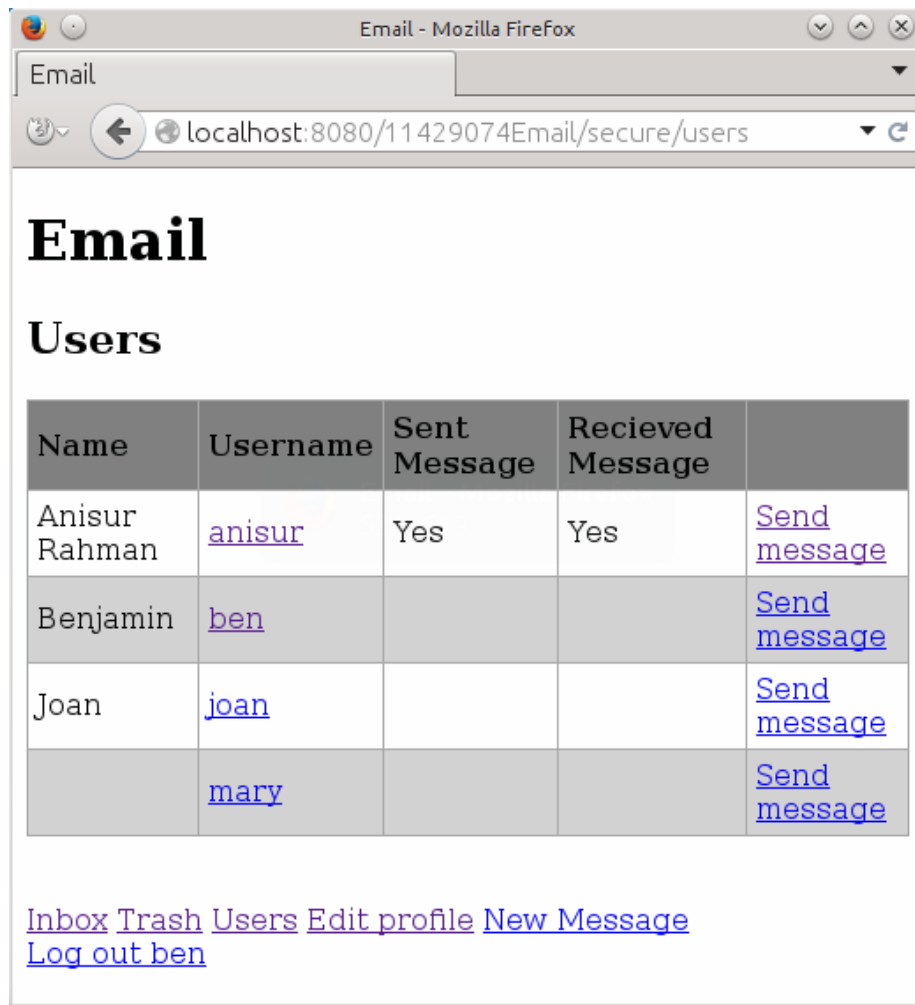 Email - Mozilla Firefox
Email
localhost:8080/11429074Email/secure/users
Email
Users
Name Username Sent Message Recieved Message
Anisur Rahman anisur Yes Yes Send message
Benjamin ben Send message
Joan joan Send message
mary Send message
Inbox Trash Users Edit profile New Message
Log out ben